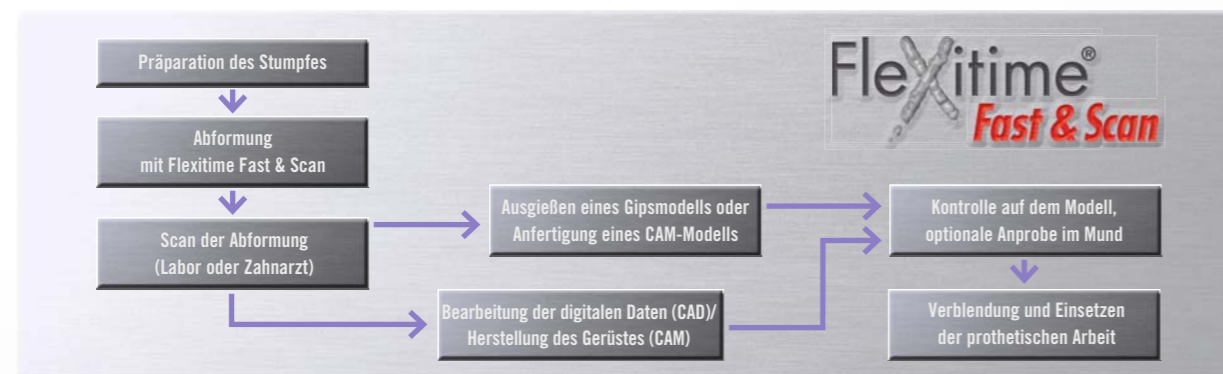 Präparation des Stumpfes
Abformung
mit Flexitime Fast & Scan
Scan der Abformung
(Labor oder Zahnarzt)
Ausgießen eines Gipsmodells oder
Anfertigung eines CAM-Modells
Bearbeitung der digitalen Daten (CAD)/
Herstellung des Gerüstes (CAM)
Flexitime®
Fast & Scan
Kontrolle auf dem Modell,
optionale Anprobe im Mund
Verblendung und Einsetzen
der prothetischen Arbeit